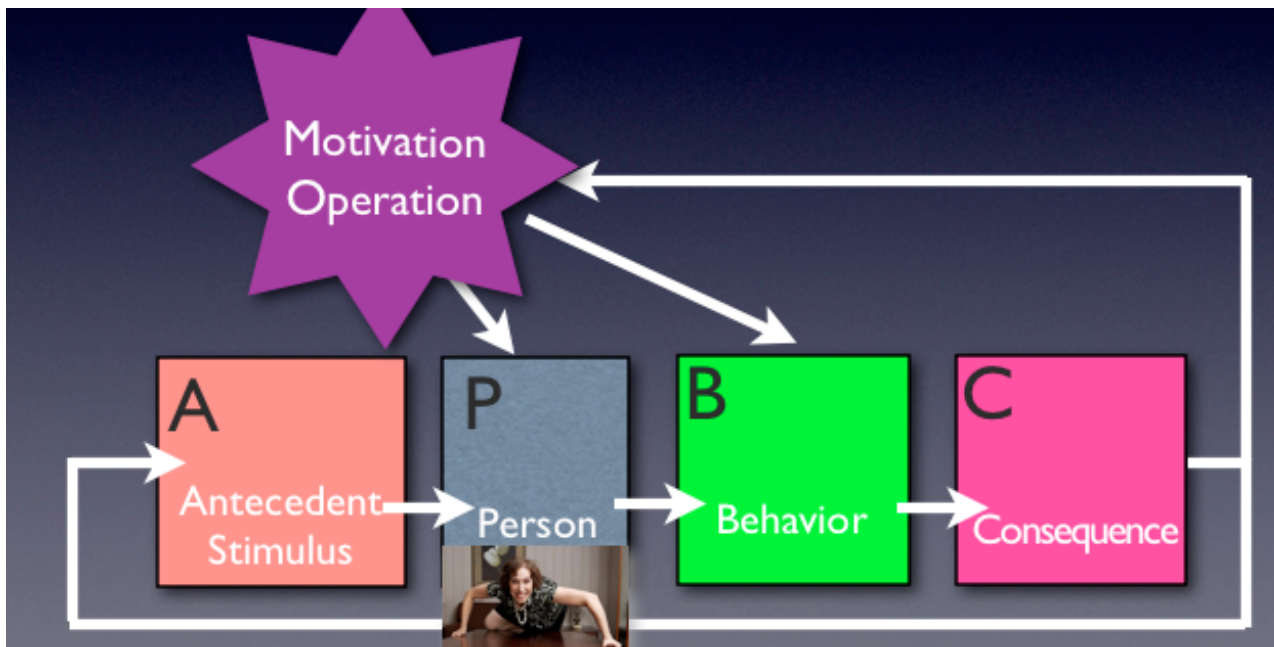 Motivation
Operation
A
Antecedent
Stimulus
P
Person
B
Behavior
C
Consequence